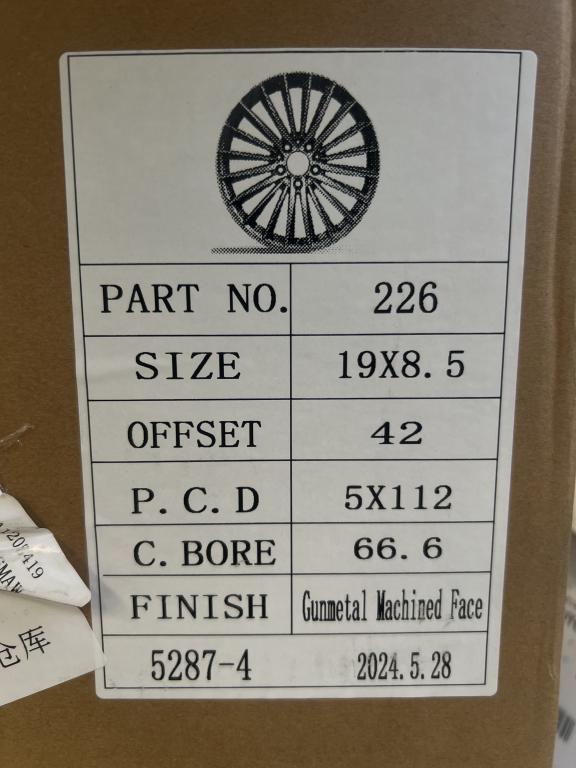 PART NO. 226
SIZE 19X8.5
OFFSET 42
P.C.D 5X112
C.BORE 66.6
FINISH Gunmetal Machined Face
5287-4 2024.5.28
仓库